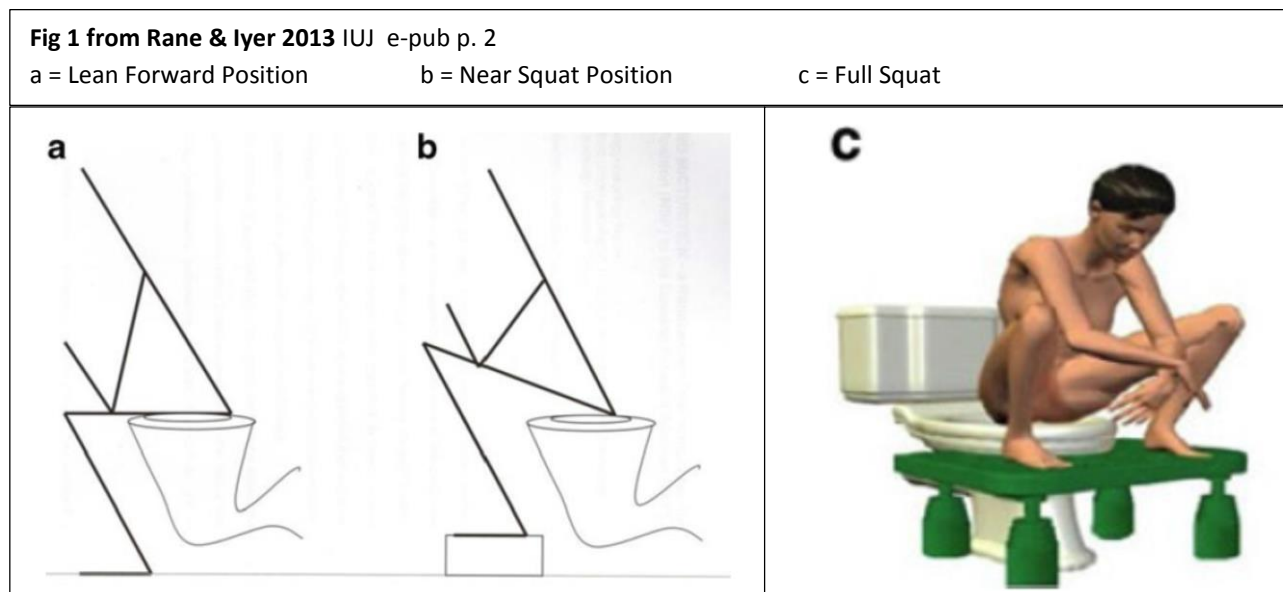 Fig 1 from Rane & Iyer 2013 IUJ e-pub p. 2
a = Lean Forward Position b = Near Squat Position c = Full Squat
a b c